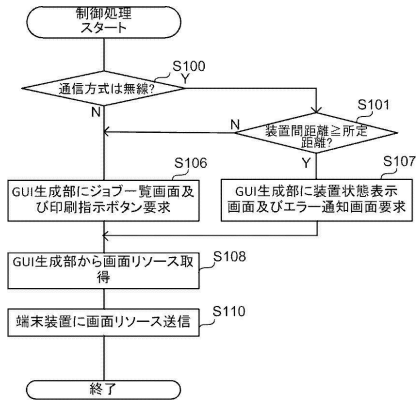 制御処理
スタート
S100
通信方式は無線?
Y
N
S101
装置間距離≧所定
距離?
N
Y
S106
GUI生成部にジョブ一覧画面及
び印刷指示ボタン要求
S107
GUI生成部に装置状態表示
画面及びエラー通知画面要求
S108
GUI生成部から画面リソース取
得
S110
端末装置に画面リソース送信
終了